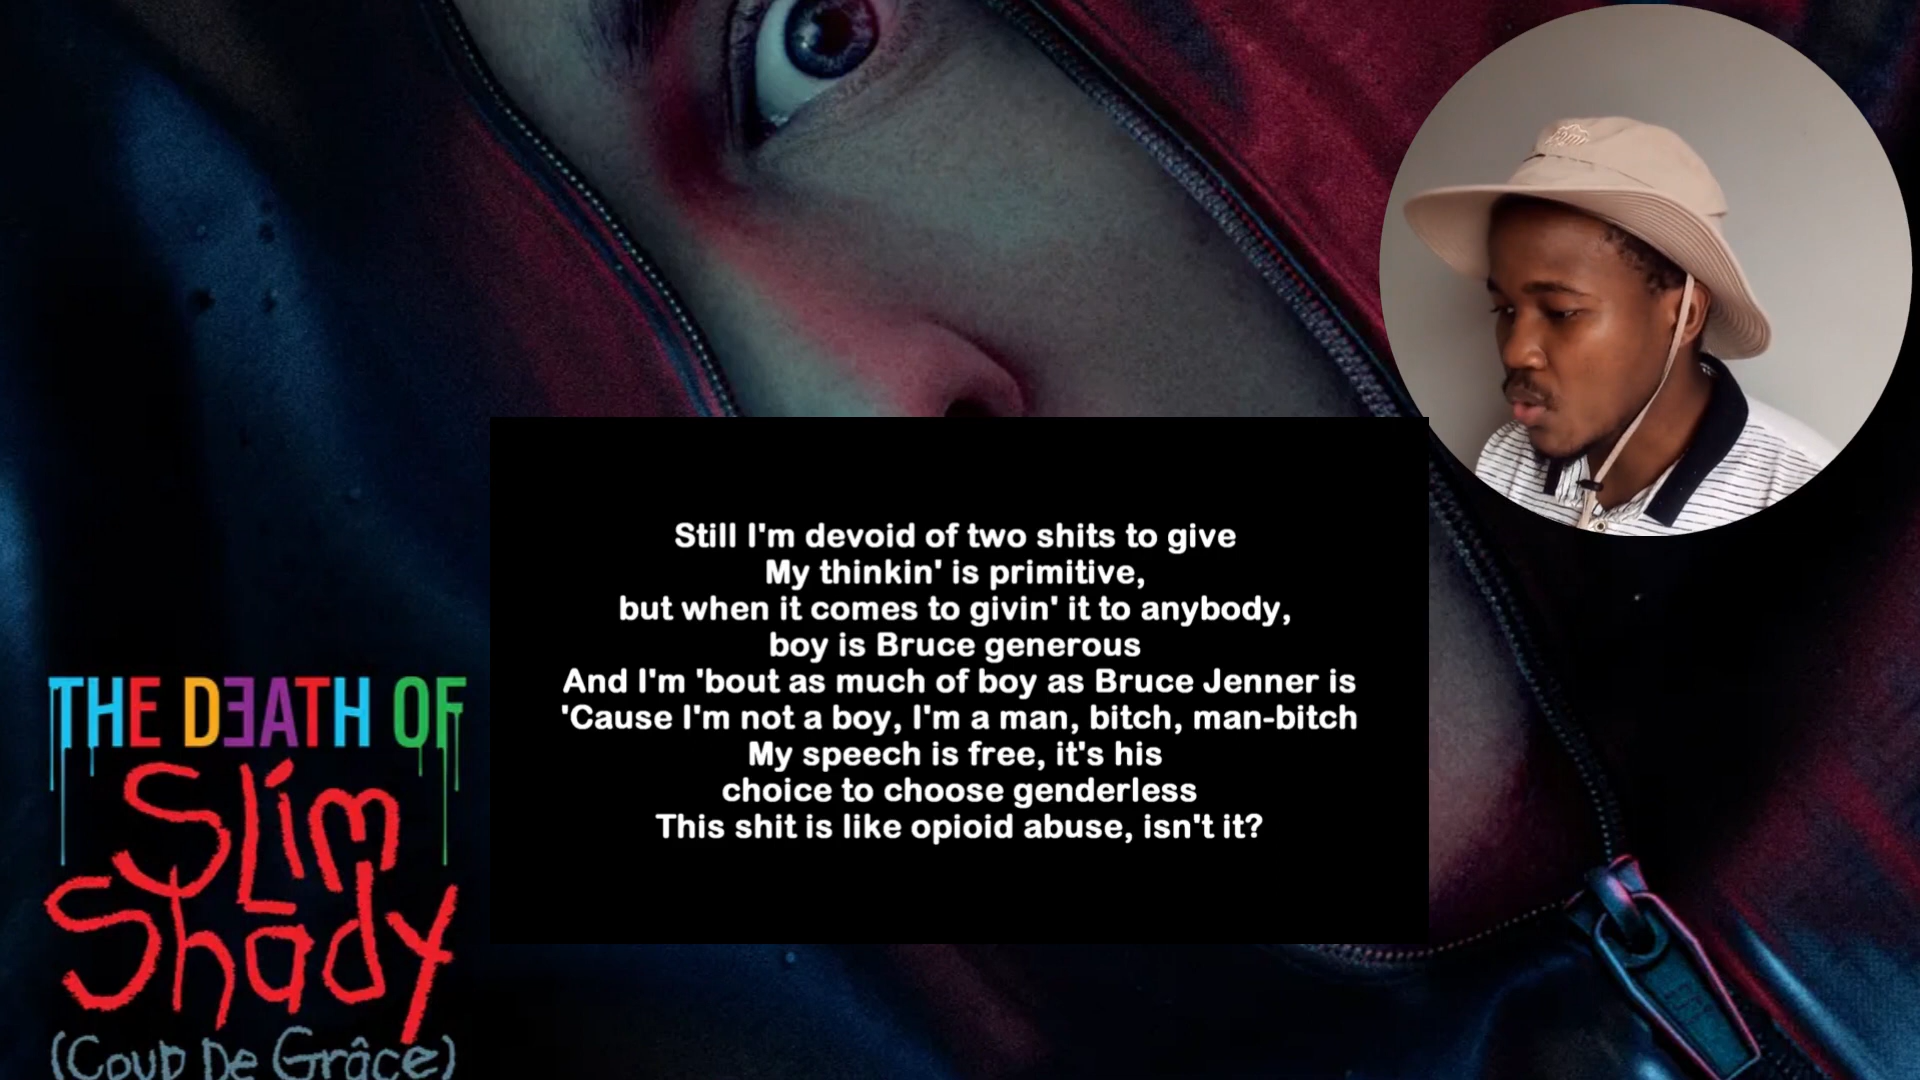 Still I'm devoid of two shits to give
My thinkin' is primitive,
but when it comes to givin' it to anybody,
boy is Bruce generous
And I'm 'bout as much of boy as Bruce Jenner is
'Cause I'm not a boy, I'm a man, bitch, man-bitch
My speech is free, it's his
choice to choose genderless
This shit is like opioid abuse, isn't it?
THE DEATH OF
Slim
Shady
(Coup De Grâce)